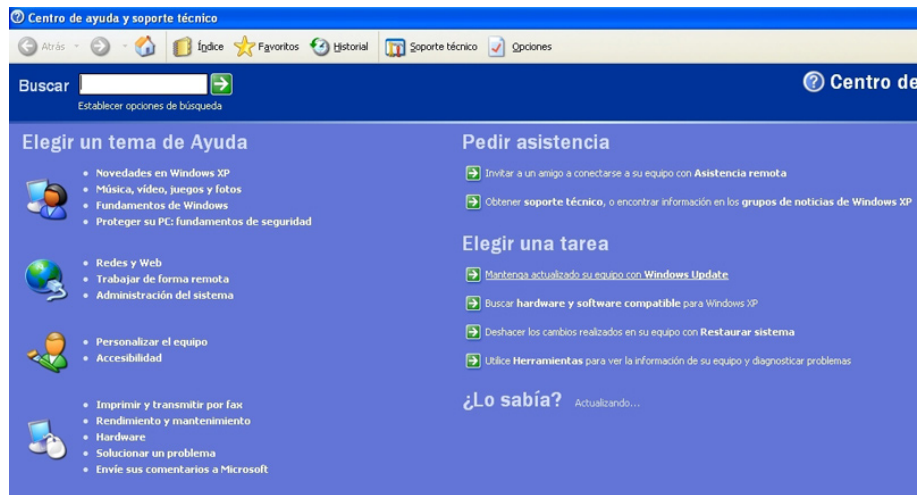 Centro de ayuda y soporte técnico
Atrás
Índice
Favoritos
Historial
Soporte técnico
Opciones
Buscar
Establecer opciones de búsqueda
Centro de
Elegir un tema de Ayuda
Novedades en Windows XP
Música, vídeo, juegos y fotos
Fundamentos de Windows
Proteger su PC: fundamentos de seguridad
Redes y Web
Trabajar de forma remota
Administración del sistema
Personalizar el equipo
Accesibilidad
Imprimir y transmitir por fax
Rendimiento y mantenimiento
Hardware
Solucionar un problema
Envíe sus comentarios a Microsoft
Pedir asistencia
Invitar a un amigo a conectarse a su equipo con Asistencia remota
Obtener soporte técnico, o encontrar información en los grupos de noticias de Windows XP
Elegir una tarea
Mantenga actualizado su equipo con Windows Update
Buscar hardware y software compatible para Windows XP
Deshacer los cambios realizados en su equipo con Restaurar sistema
Utilice Herramientas para ver la información de su equipo y diagnosticar problemas
¿Lo sabía? Actualizando...